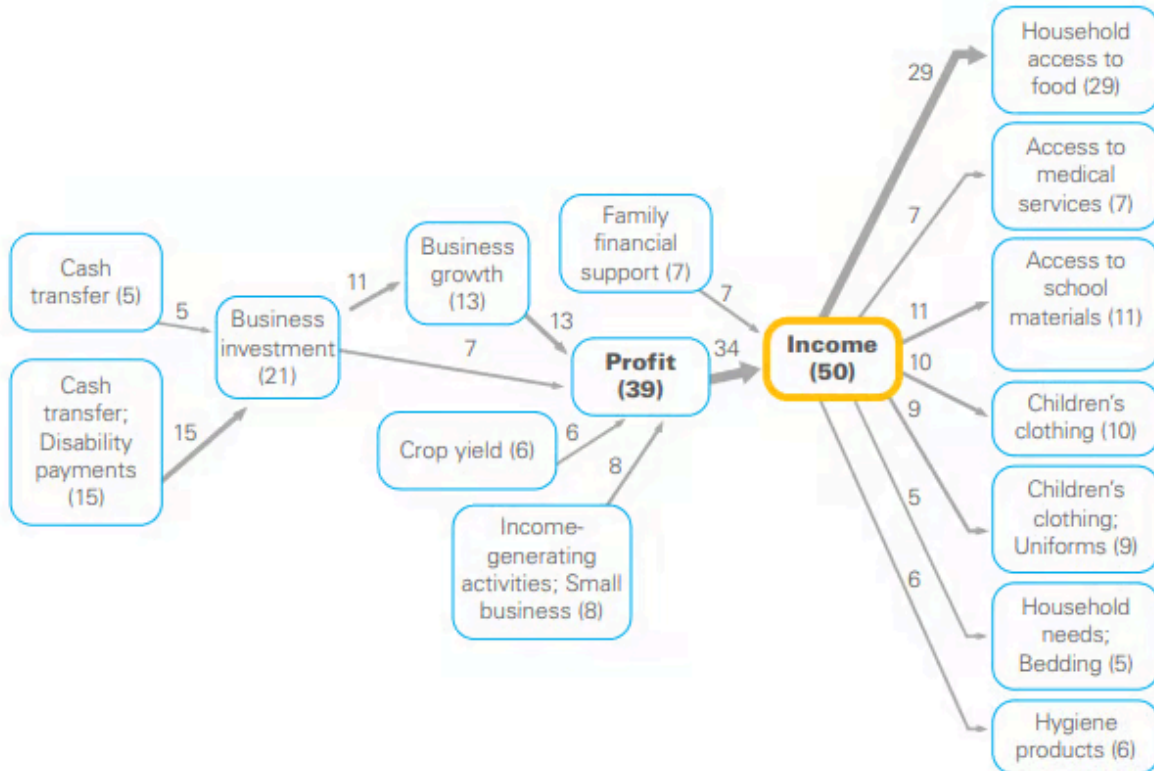 Household
access to
food (29)
29
Access to
medical
services (7)
7
Family
financial
support (7)
7
Business
growth
(13)
Cash
transfer (5)
5
11
Business
investment
(21)
7
13
Access to
school
materials (11)
11
Profit
(39)
34
Income
(50)
10
Children's
clothing (10)
Cash
transfer;
Disability
payments
(15)
15
Crop yield (6)
6
8
9
Children's
clothing;
Uniforms (9)
Income-
generating
activities; Small
business (8)
5
Household
needs;
Bedding (5)
6
Hygiene
products (6)